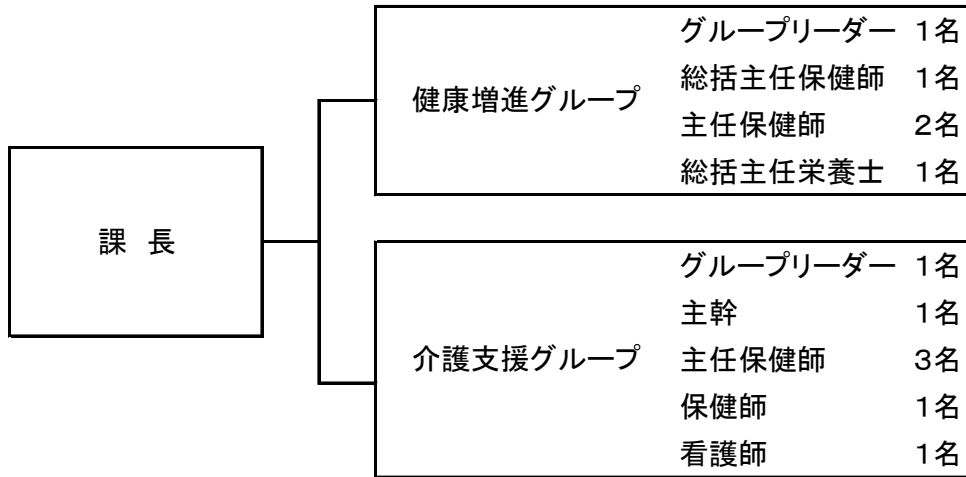 課 長
健康増進グループ
グループリーダー 1名
総括主任保健師 1名
主任保健師 2名
総括主任栄養士 1名
介護支援グループ
グループリーダー 1名
主幹 1名
主任保健師 3名
保健師 1名
看護師 1名